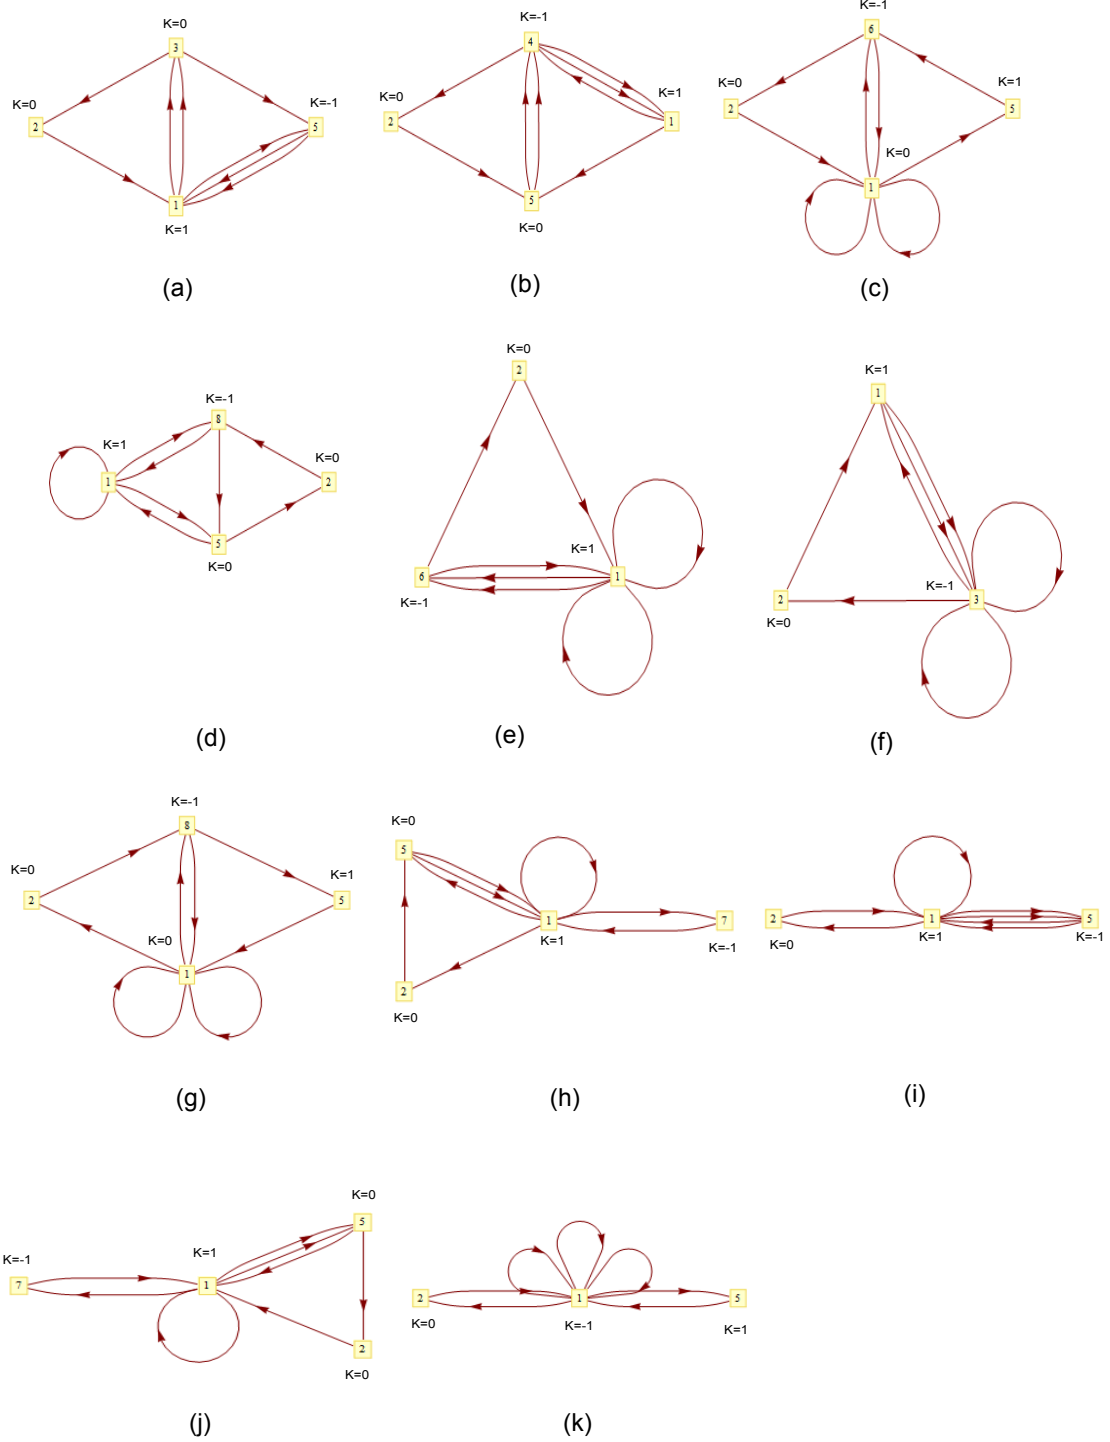 K=0
3
K=0
2
K=-1
5
1
K=1
(a)
K=-1
4
K=0
2
K=1
1
5
K=0
(b)
K=-1
6
K=0
2
K=1
5
K=0
1
(c)
K=-1
8
K=1
1
K=0
2
5
K=0
(d)
K=0
2
K=1
6
1
K=-1
(e)
K=1
1
K=-1
2
3
K=0
(f)
K=-1
8
K=0
2
K=1
5
K=0
1
(g)
K=0
5
1
7
K=1
K=-1
2
K=0
(h)
2
1
5
K=0
K=1
K=-1
(i)
K=0
5
K=-1
K=1
7
1
2
K=0
(j)
2
1
5
K=0
K=-1
K=1
(k)